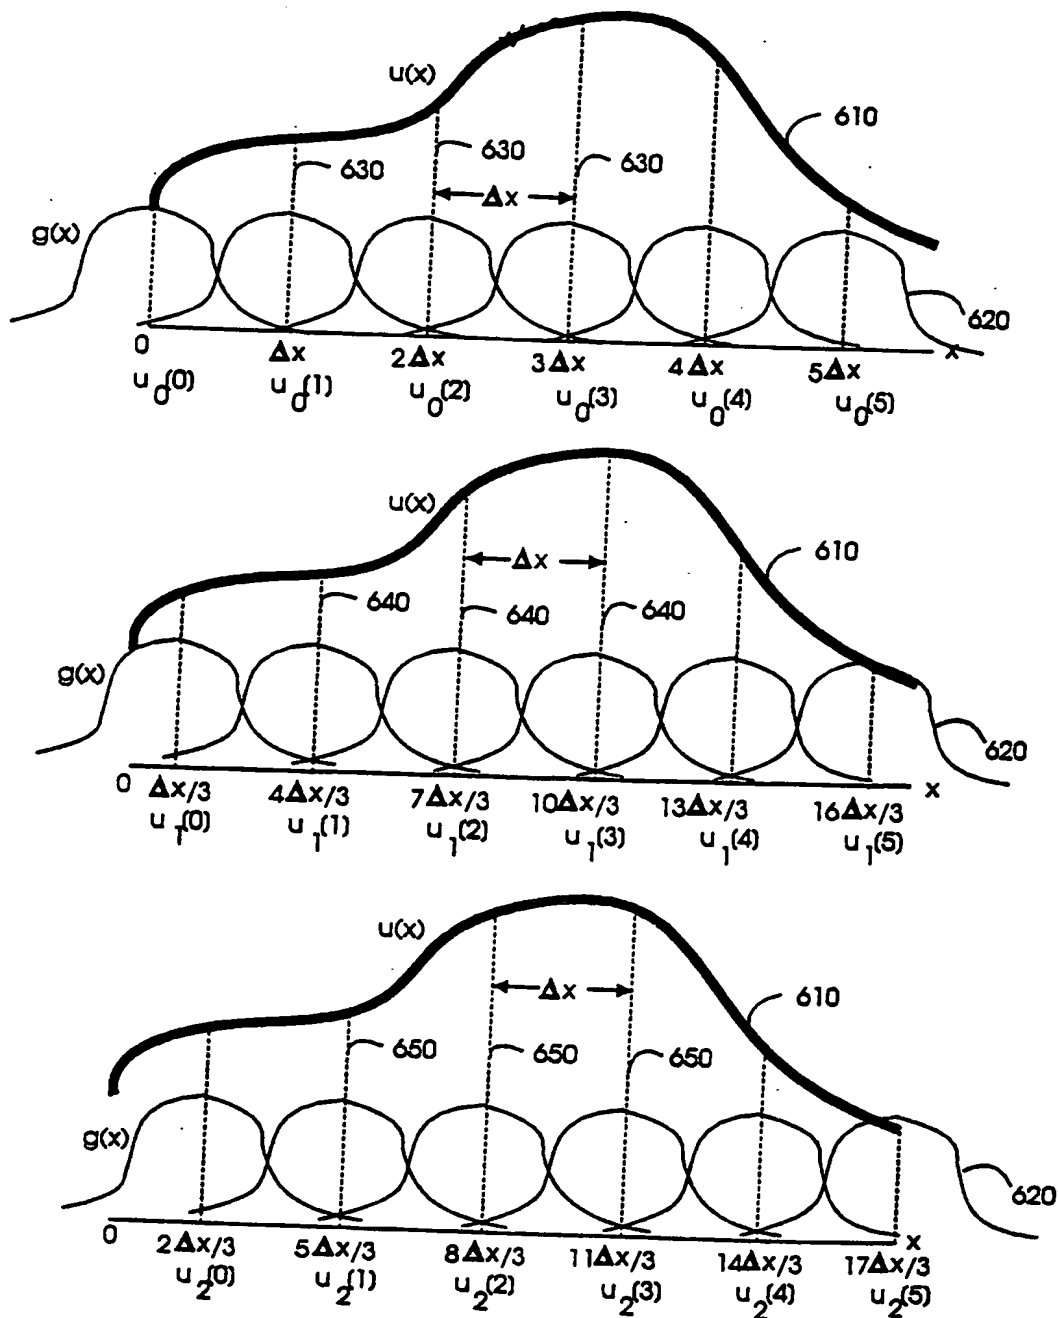 u(x)
610
630
630
630
Δx
g(x)
620
0
Δx
2Δx
3Δx
4Δx
5Δx
x
u0(0)
u0(1)
u0(2)
u0(3)
u0(4)
u0(5)
u(x)
Δx
610
640
640
640
g(x)
620
0
Δx/3
4Δx/3
7Δx/3
10Δx/3
13Δx/3
16Δx/3
x
u1(0)
u1(1)
u1(2)
u1(3)
u1(4)
u1(5)
u(x)
Δx
610
650
650
650
g(x)
620
0
2Δx/3
5Δx/3
8Δx/3
11Δx/3
14Δx/3
17Δx/3
x
u2(0)
u2(1)
u2(2)
u2(3)
u2(4)
u2(5)